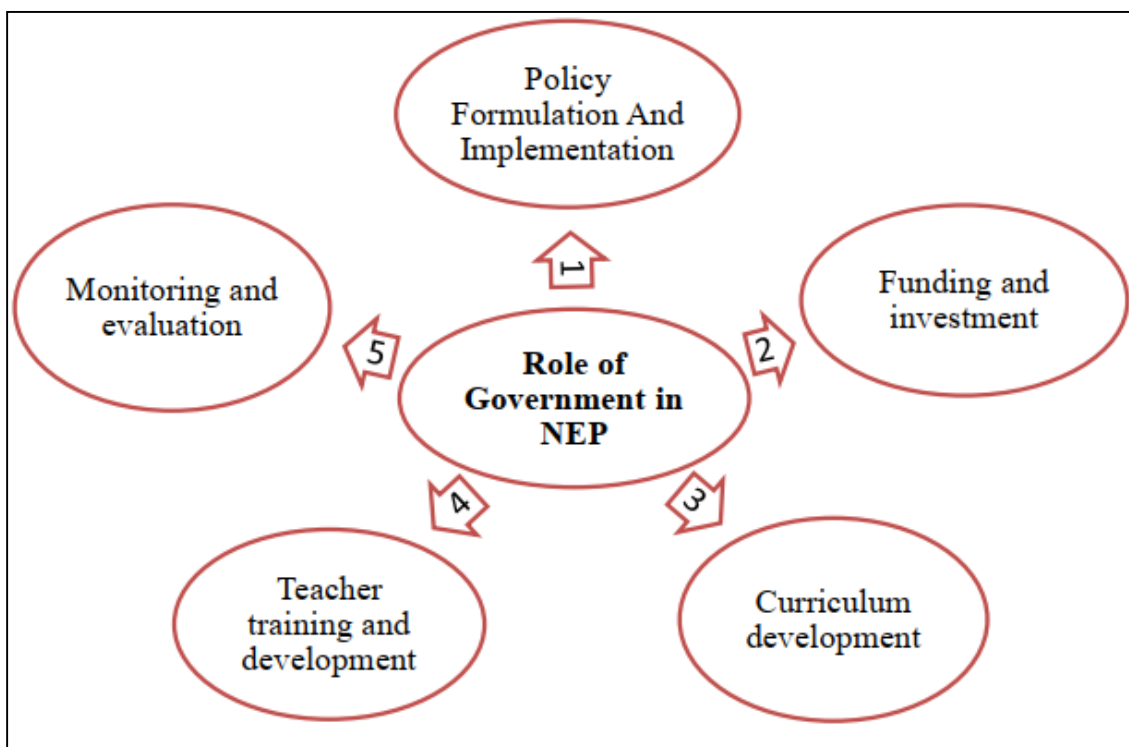 Policy
Formulation And
Implementation
1
Funding and
investment
2
Role of
Government in
NEP
3
Curriculum
development
4
Teacher
training and
development
5
Monitoring and
evaluation